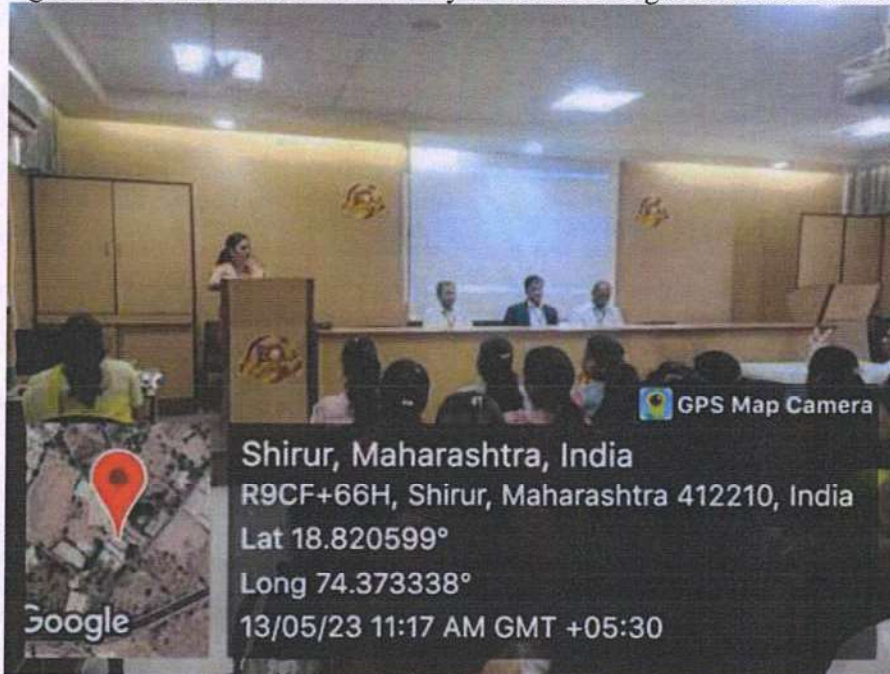 GPS Map Camera
Shirur, Maharashtra, India
R9CF+66H, Shirur, Maharashtra 412210, India
Lat 18.820599°
Long 74.373338°
13/05/23 11:17 AM GMT +05:30
Google